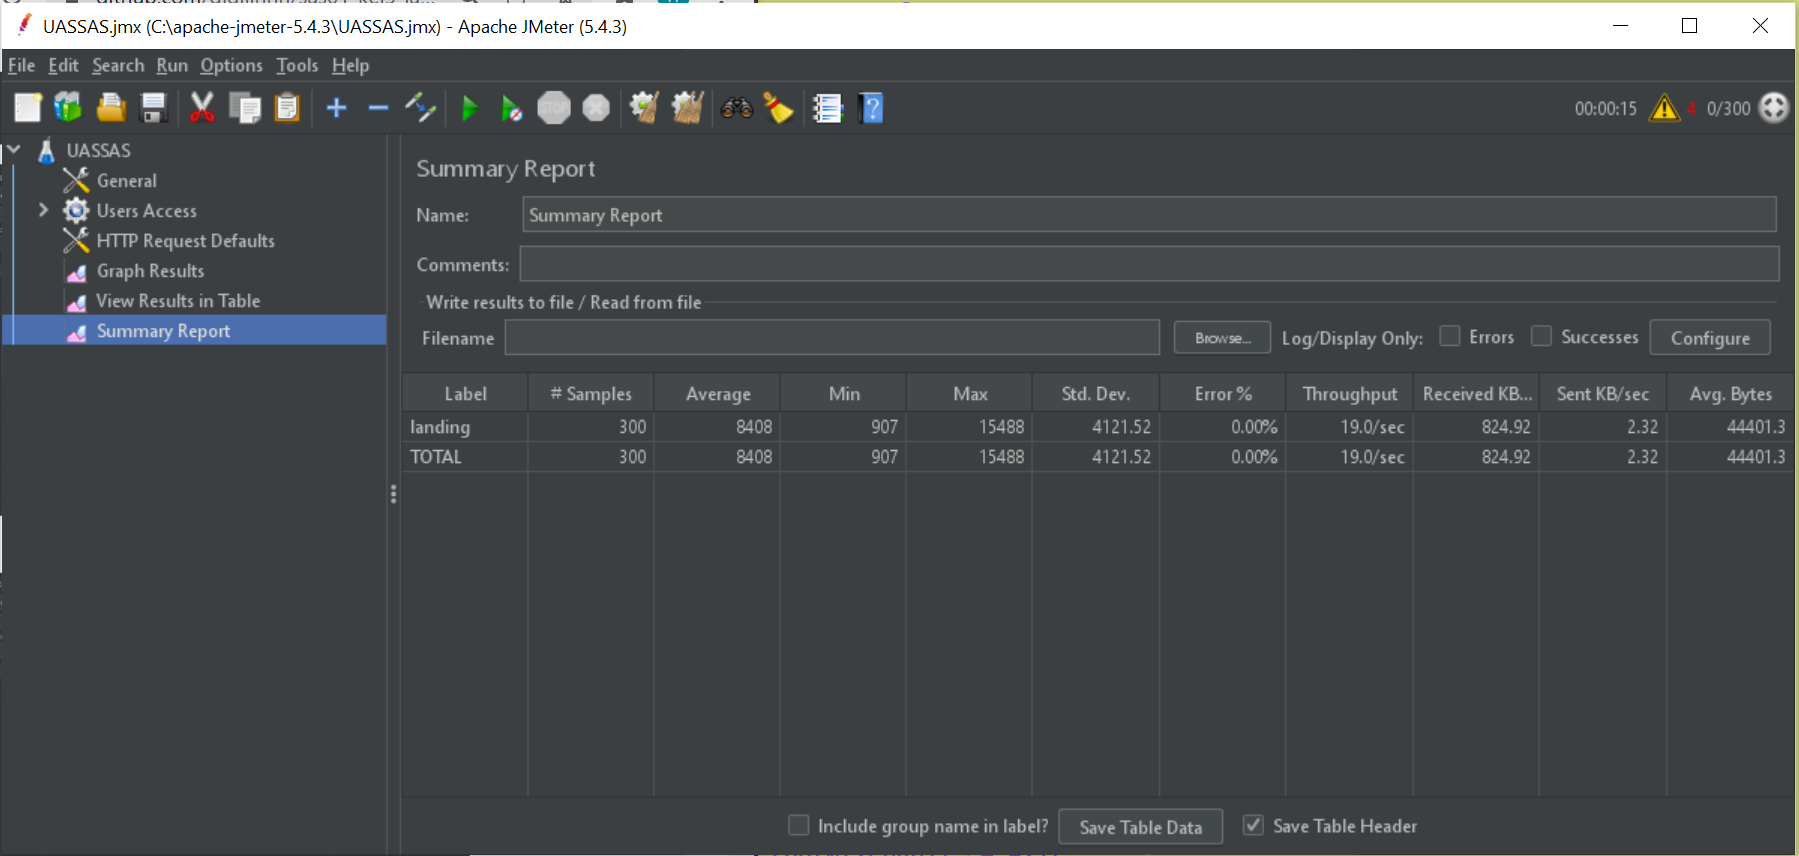 UASSAS.jmx (C:\apache-jmeter-5.4.3\UASSAS.jmx) - Apache JMeter (5.4.3)
File Edit Search Run Options Tools Help
STOP
00:00:15 4 0/300
UASSAS
General
Users Access
HTTP Request Defaults
Graph Results
View Results in Table
Summary Report
Summary Report
Name: Summary Report
Comments:
Write results to file / Read from file
Filename Browse... Log/Display Only: Errors Successes Configure
Label # Samples Average Min Max Std. Dev. Error % Throughput Received KB... Sent KB/sec Avg. Bytes
landing 300 8408 907 15488 4121.52 0.00% 19.0/sec 824.92 2.32 44401.3
TOTAL 300 8408 907 15488 4121.52 0.00% 19.0/sec 824.92 2.32 44401.3
Include group name in label? Save Table Data Save Table Header